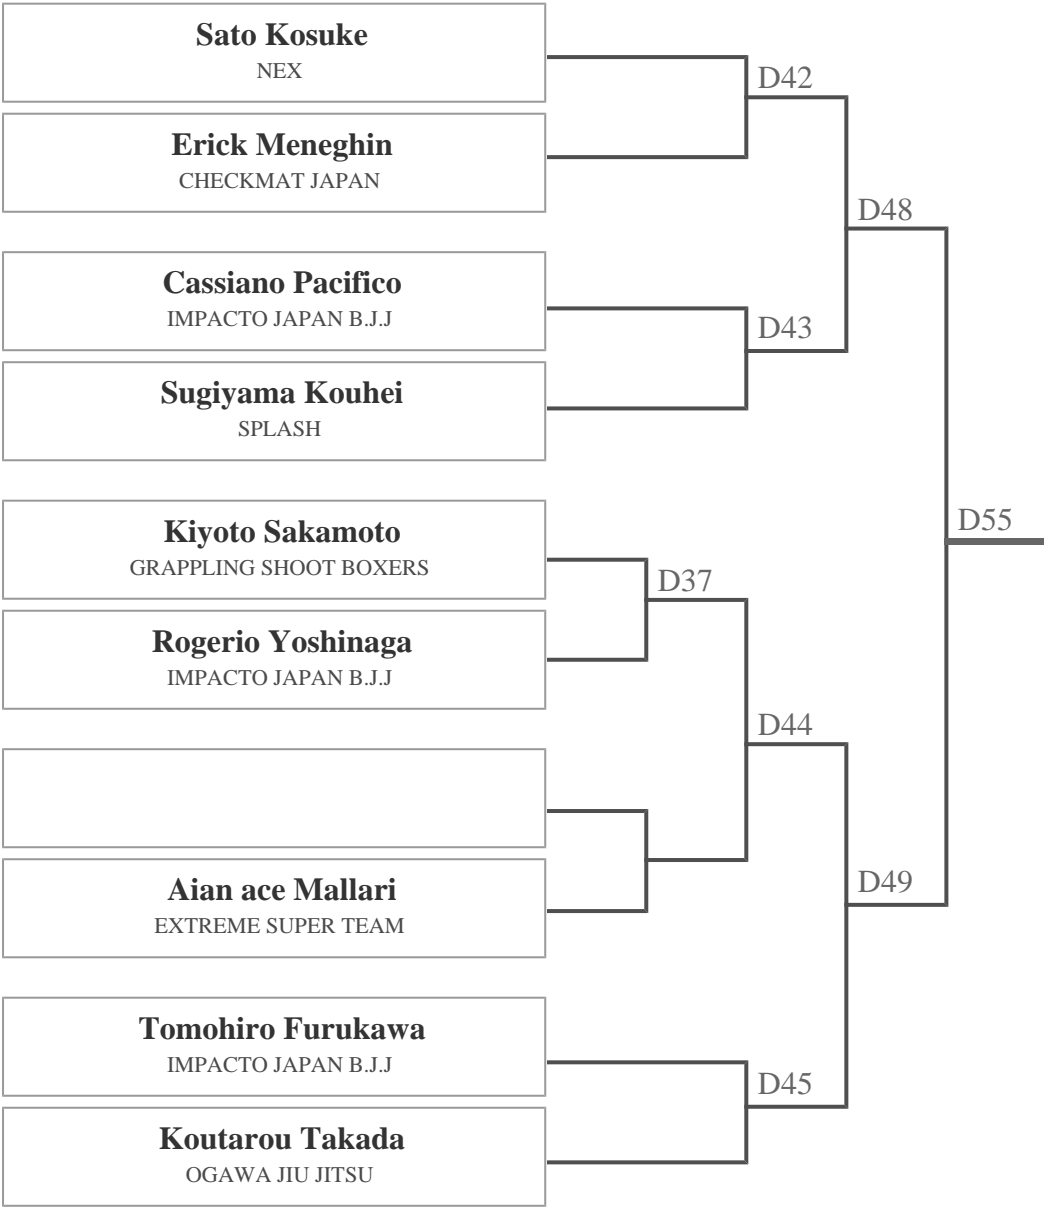 Sato Kosuke
NEX
D42
Erick Meneghin
CHECKMAT JAPAN
D48
Cassiano Pacifico
IMPACTO JAPAN B.J.J
D43
Sugiyama Kouhei
SPLASH
Kiyoto Sakamoto
GRAPPLING SHOOT BOXERS
D55
D37
Rogerio Yoshinaga
IMPACTO JAPAN B.J.J
D44
Aian ace Mallari
EXTREME SUPER TEAM
D49
Tomohiro Furukawa
IMPACTO JAPAN B.J.J
D45
Koutarou Takada
OGAWA JIU JITSU